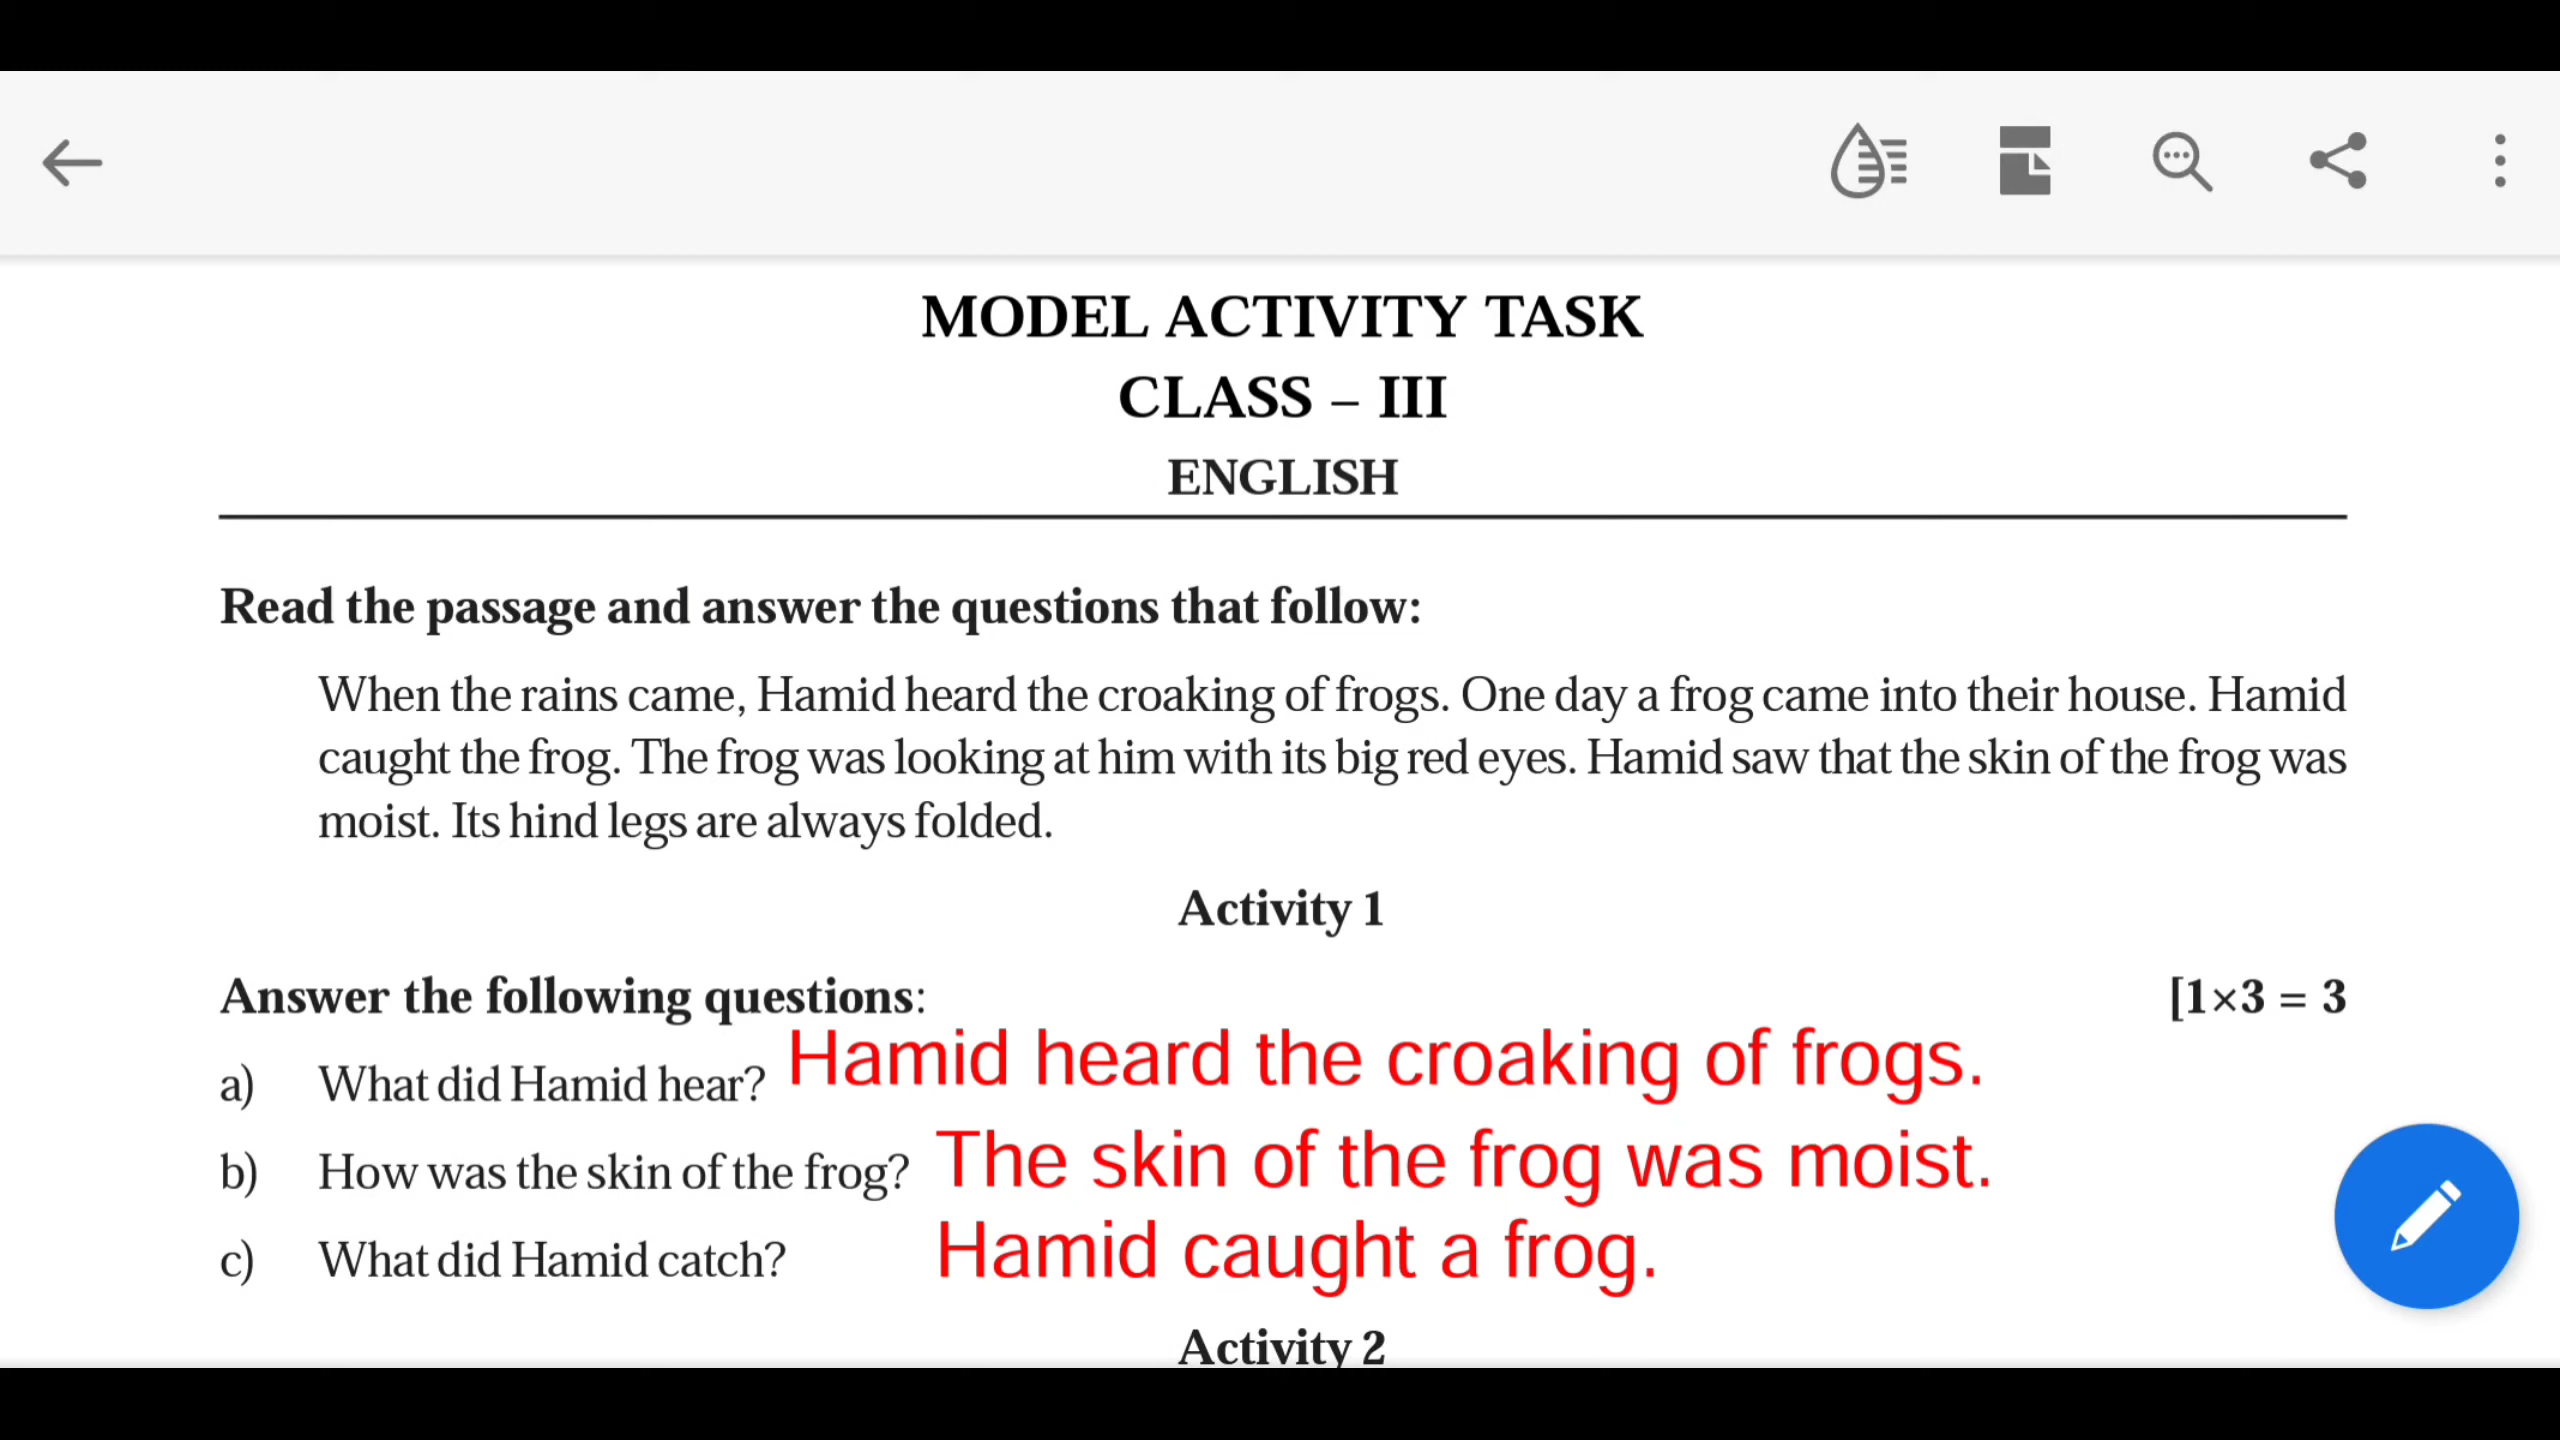 MODEL ACTIVITY TASK
CLASS – III
ENGLISH
Read the passage and answer the questions that follow:
When the rains came, Hamid heard the croaking of frogs. One day a frog came into their house. Hamid
caught the frog. The frog was looking at him with its big red eyes. Hamid saw that the skin of the frog was
moist. Its hind legs are always folded.
Activity 1
Answer the following questions: [1×3 = 3
a) What did Hamid hear? Hamid heard the croaking of frogs.
b) How was the skin of the frog? The skin of the frog was moist.
c) What did Hamid catch? Hamid caught a frog.
Activity 2